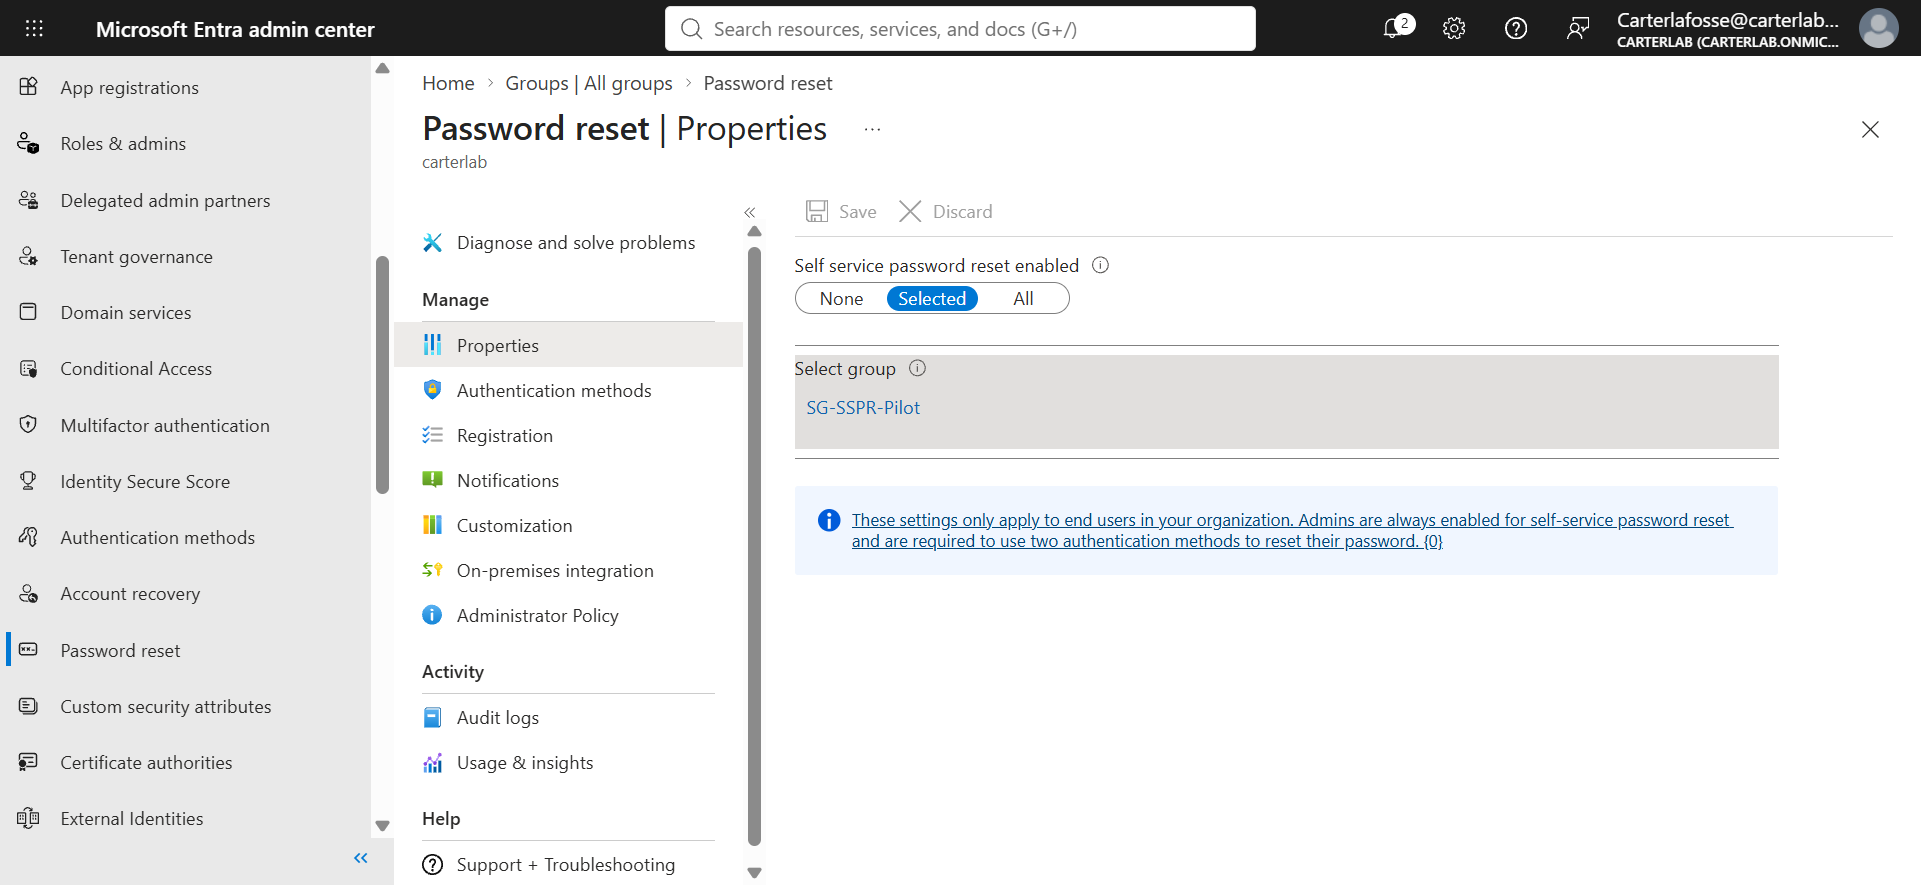 Microsoft Entra admin center
Search resources, services, and docs (G+/)
2
Carterlafosse@carterlab...
CARTERLAB (CARTERLAB.ONMIC...
App registrations
Roles & admins
Delegated admin partners
Tenant governance
Domain services
Conditional Access
Multifactor authentication
Identity Secure Score
Authentication methods
Account recovery
Password reset
Custom security attributes
Certificate authorities
External Identities
Home > Groups | All groups > Password reset
Password reset | Properties ...
carterlab
Diagnose and solve problems
Manage
Properties
Authentication methods
Registration
Notifications
Customization
On-premises integration
Administrator Policy
Activity
Audit logs
Usage & insights
Help
Support + Troubleshooting
Save Discard
Self service password reset enabled
None Selected All
Select group
SG-SSPR-Pilot
These settings only apply to end users in your organization. Admins are always enabled for self-service password reset
and are required to use two authentication methods to reset their password. {0}